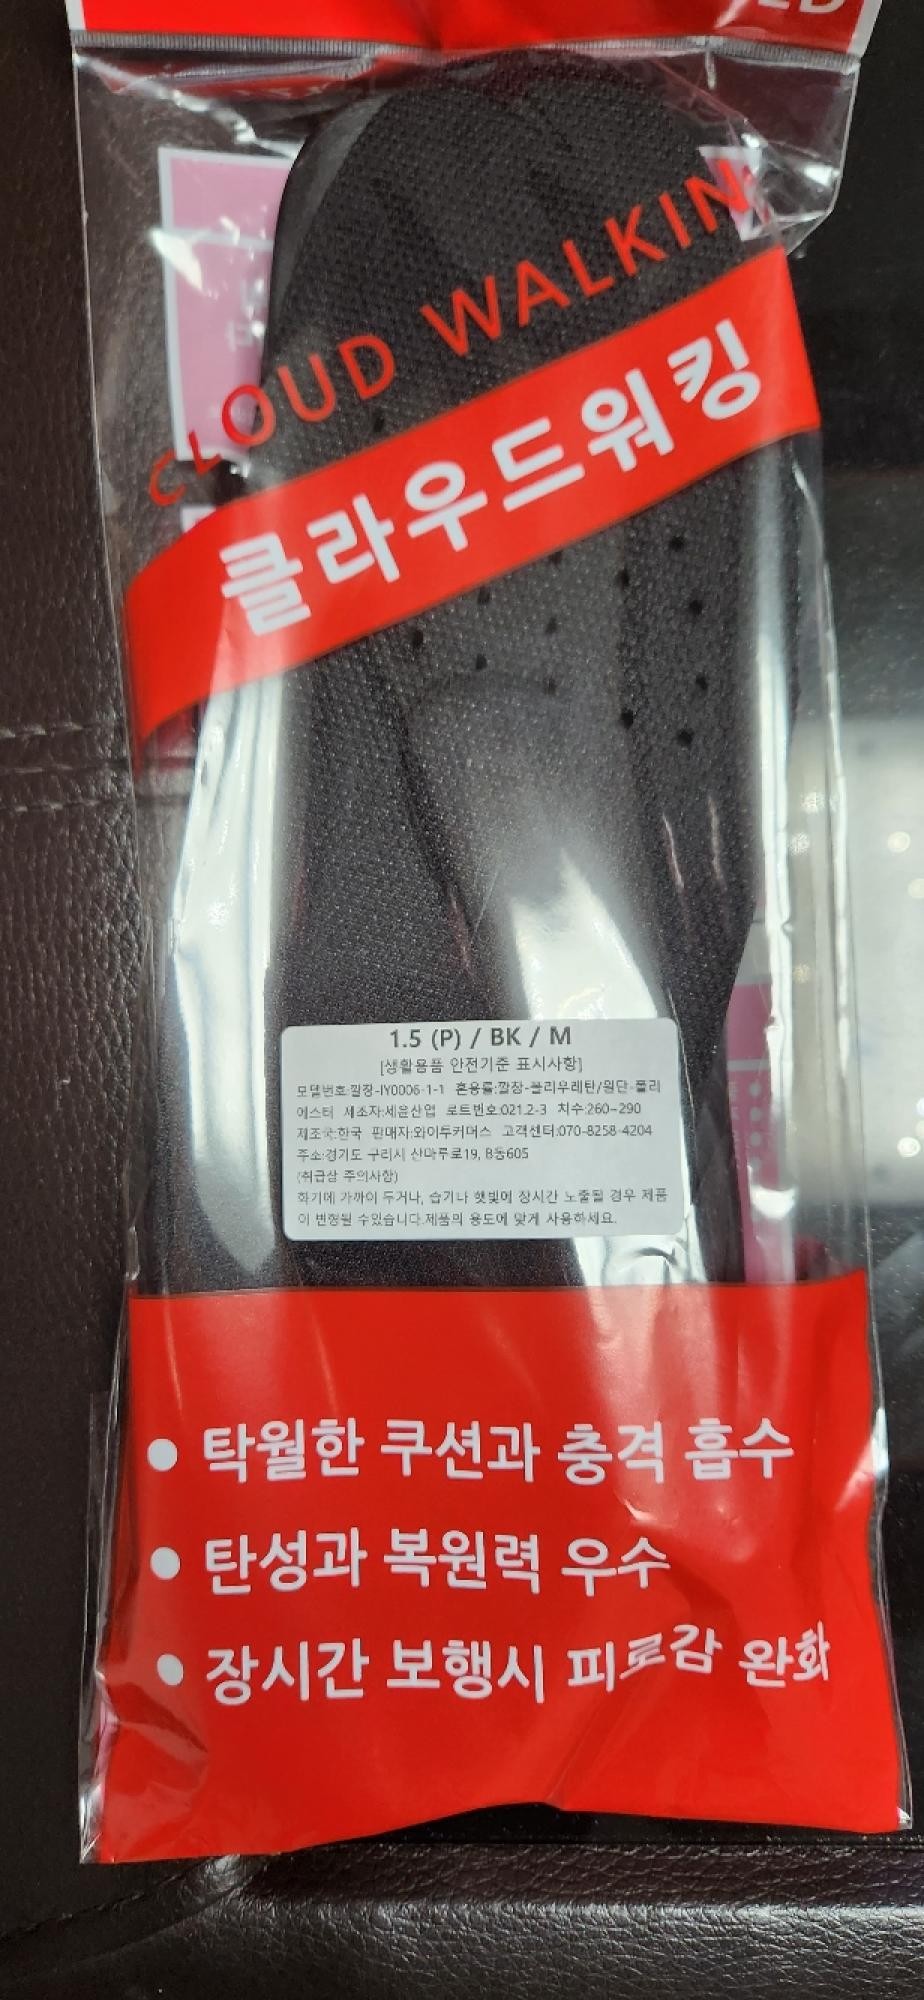 CLOUD WALKIN
클라우드워킹
1.5 (P) / BK / M
[생활용품 안전기준 표시사항]
모델번호:깔창-IY0006-1-1 혼용률:깔창-폴리우레탄/원단-폴리
에스터 제조자:세윤산업 로트번호:021.2-3 치수:260~290
제조국:한국 판매자:와이투커머스 고객센터:070-8258-4204
주소:경기도 구리시 산마루로19, B동605
(취급상 주의사항)
화기에 가까이 두거나, 습기나 햇빛에 장시간 노출될 경우 제품
이 변형될 수있습니다.제품의 용도에 맞게 사용하세요.
● 탁월한 쿠션과 충격 흡수
● 탄성과 복원력 우수
● 장시간 보행시 피로감 완화